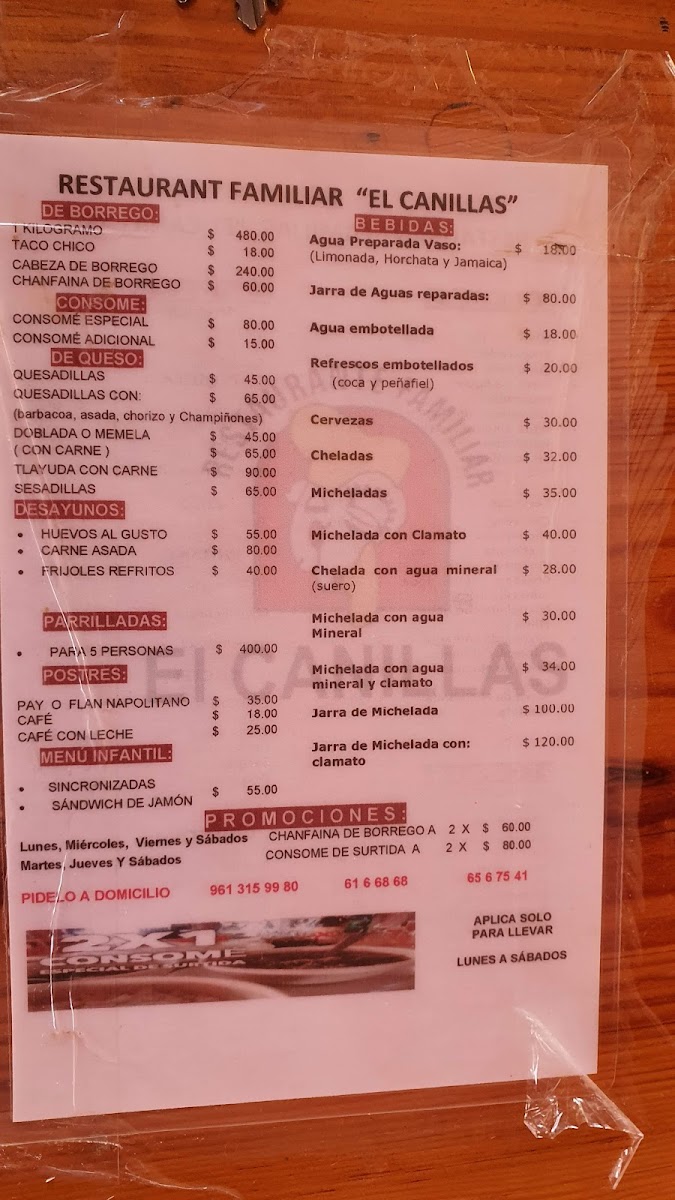 RESTAURANT FAMILIAR "EL CANILLAS"
DE BORREGO:
1 KILOGRAMO $ 480.00
TACO CHICO $ 18.00
CABEZA DE BORREGO $ 240.00
CHANFAINA DE BORREGO $ 60.00
CONSOME:
CONSOMÉ ESPECIAL $ 80.00
CONSOMÉ ADICIONAL $ 15.00
DE QUESO:
QUESADILLAS $ 45.00
QUESADILLAS CON: $ 65.00
(barbacoa, asada, chorizo y Champiñones)
DOBLADA O MEMELA $ 45.00
( CON CARNE ) $ 65.00
TLAYUDA CON CARNE $ 90.00
SESADILLAS $ 65.00
DESAYUNOS:
• HUEVOS AL GUSTO $ 55.00
• CARNE ASADA $ 80.00
• FRIJOLES REFRITOS $ 40.00
PARRILLADAS:
• PARA 5 PERSONAS $ 400.00
POSTRES:
PAY O FLAN NAPOLITANO $ 35.00
CAFÉ $ 18.00
CAFÉ CON LECHE $ 25.00
MENÚ INFANTIL:
• SINCRONIZADAS $ 55.00
• SÁNDWICH DE JAMÓN
BEBIDAS:
Agua Preparada Vaso: $ 18.00
(Limonada, Horchata y Jamaica)
Jarra de Aguas reparadas: $ 80.00
Agua embotellada $ 18.00
Refrescos embotellados $ 20.00
(coca y peñafiel)
Cervezas $ 30.00
Cheladas $ 32.00
Micheladas $ 35.00
Michelada con Clamato $ 40.00
Chelada con agua mineral $ 28.00
(suero)
Michelada con agua $ 30.00
Mineral
Michelada con agua $ 34.00
mineral y clamato
Jarra de Michelada $ 100.00
Jarra de Michelada con: $ 120.00
clamato
RESTAURANT FAMILIAR
El CANILLAS
PROMOCIONES:
Lunes, Miércoles, Viernes y Sábados CHANFAINA DE BORREGO A 2 X $ 60.00
Martes, Jueves Y Sábados CONSOME DE SURTIDA A 2 X $ 80.00
PIDELO A DOMICILIO 961 315 99 80 61 6 68 68 65 6 75 41
2X1
CONSOME
ESPECIAL DE SURTIDA
APLICA SOLO
PARA LLEVAR
LUNES A SÁBADOS